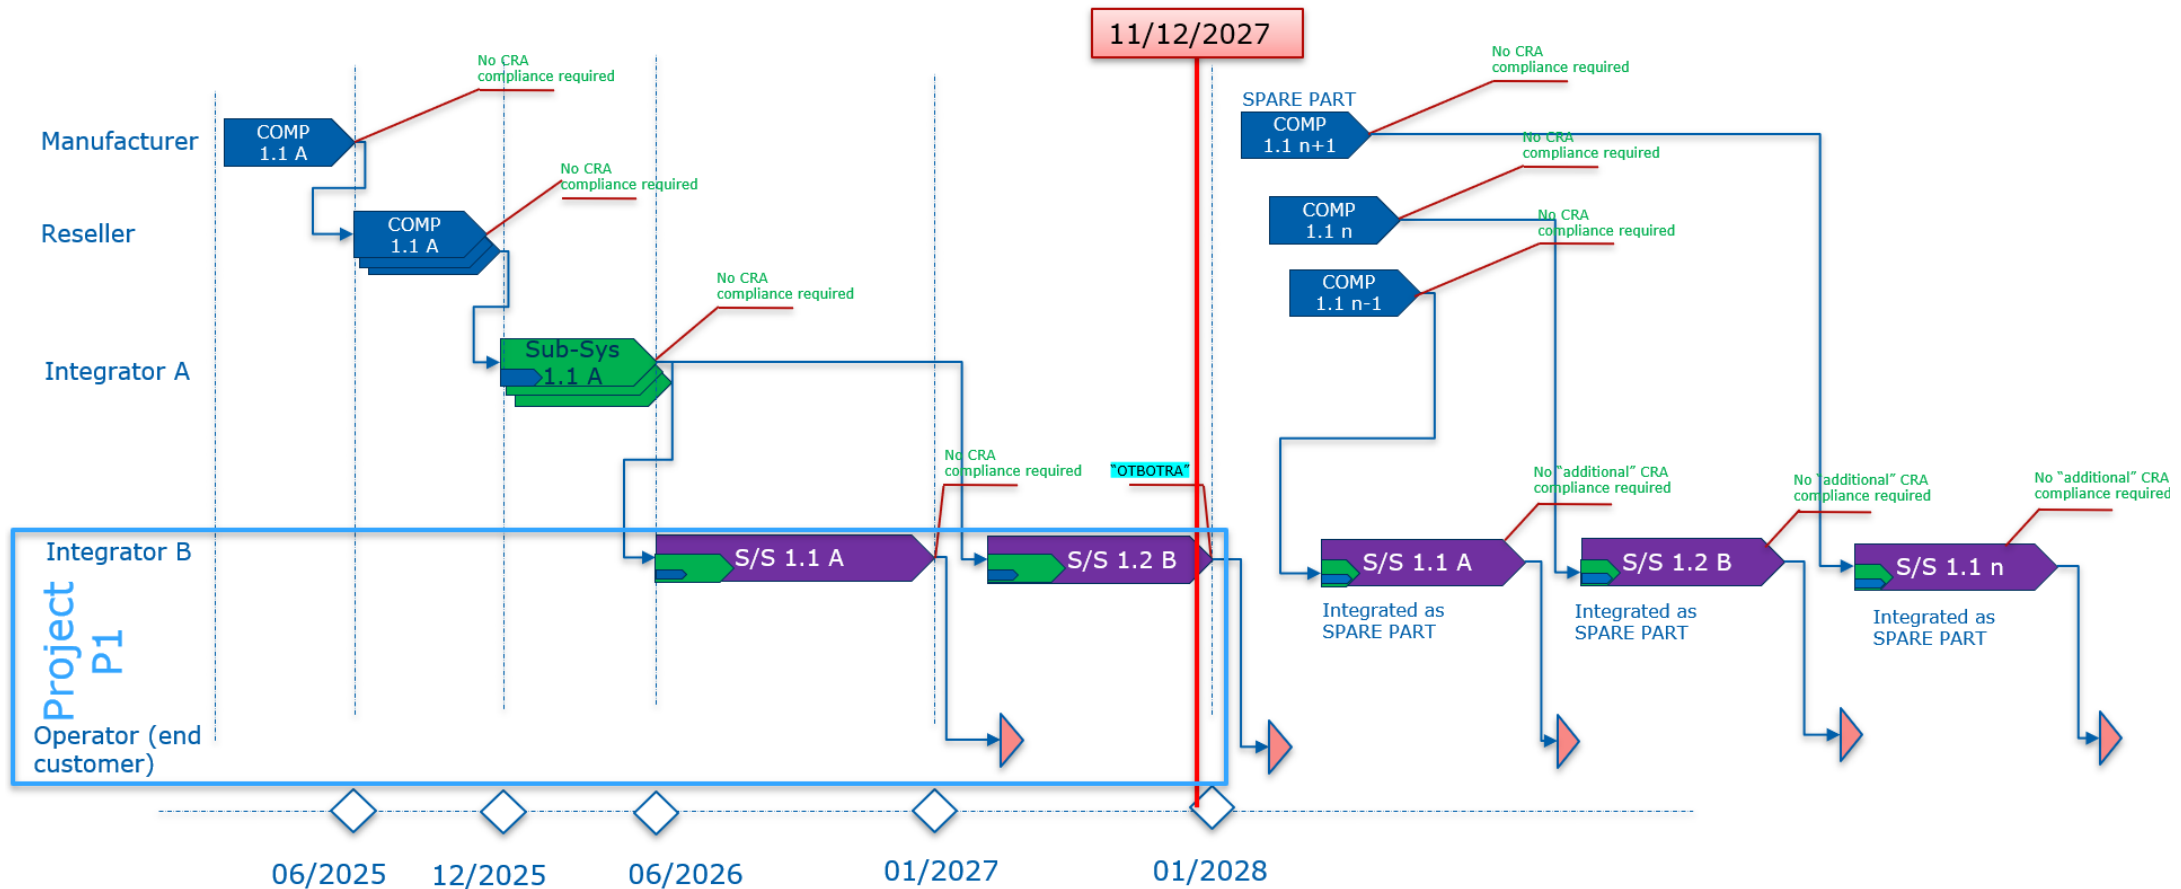 11/12/2027
No CRA
compliance required
No CRA
compliance required
SPARE PART
Manufacturer
COMP
1.1 A
COMP
1.1 n+1
No CRA
compliance required
No CRA
compliance required
Reseller
COMP
1.1 A
COMP
1.1 n
No CRA
compliance required
No CRA
compliance required
COMP
1.1 n-1
Integrator A
Sub-Sys
1.1 A
No CRA
compliance required
"OTBOTRA"
No "additional" CRA
compliance required
No "additional" CRA
compliance required
No "additional" CRA
compliance required
Integrator B
S/S 1.1 A
S/S 1.2 B
S/S 1.1 A
S/S 1.2 B
S/S 1.1 n
Integrated as
SPARE PART
Integrated as
SPARE PART
Integrated as
SPARE PART
Project
P1
Operator (end
customer)
06/2025
12/2025
06/2026
01/2027
01/2028